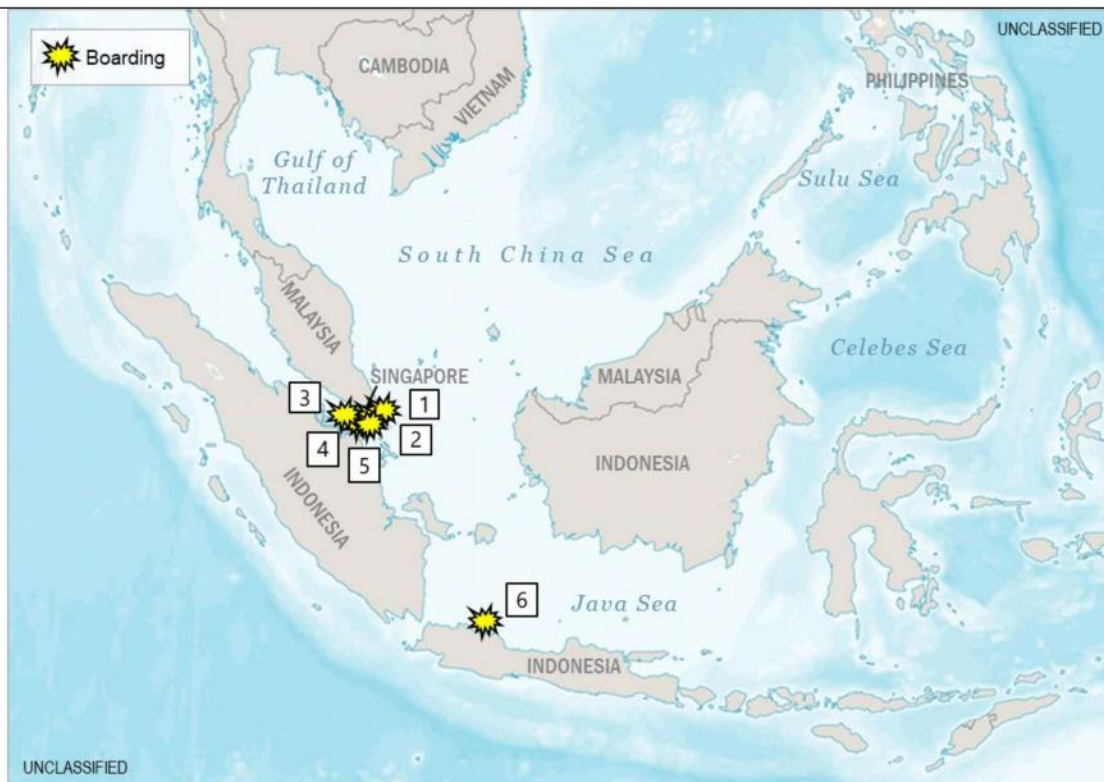 UNCLASSIFIED
Boarding
CAMBODIA
VIETNAM
PHILIPPINES
Gulf of
Thailand
Sulu Sea
South China Sea
MALAYSIA
Celebes Sea
SINGAPORE
MALAYSIA
3
1
2
4
5
INDONESIA
INDONESIA
6
Java Sea
INDONESIA
UNCLASSIFIED